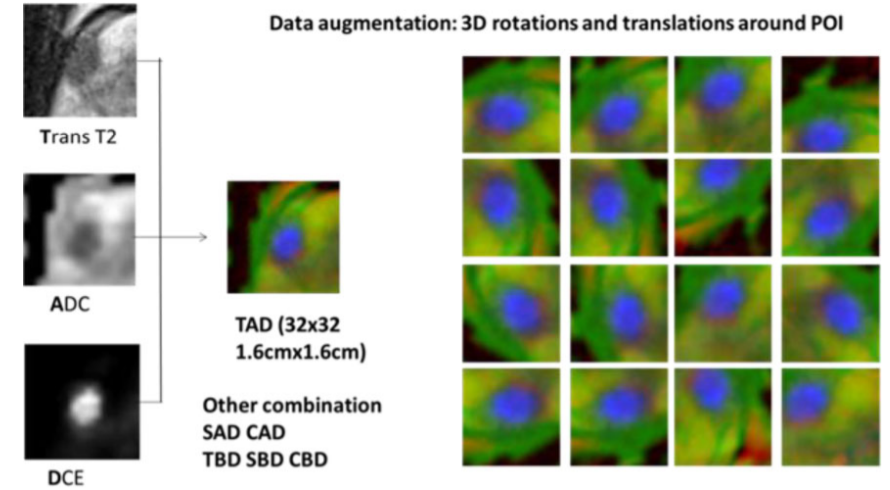 Data augmentation: 3D rotations and translations around POI
Trans T2
ADC
DCE
TAD (32x32
1.6cmx1.6cm)
Other combination
SAD CAD
TBD SBD CBD